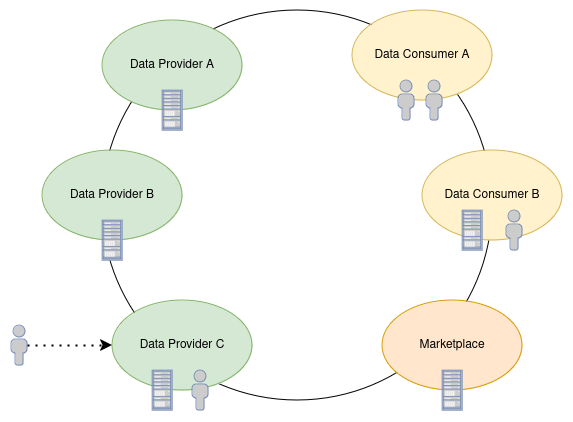 Data Provider A
Data Consumer A
Data Provider B
Data Consumer B
Data Provider C
Marketplace